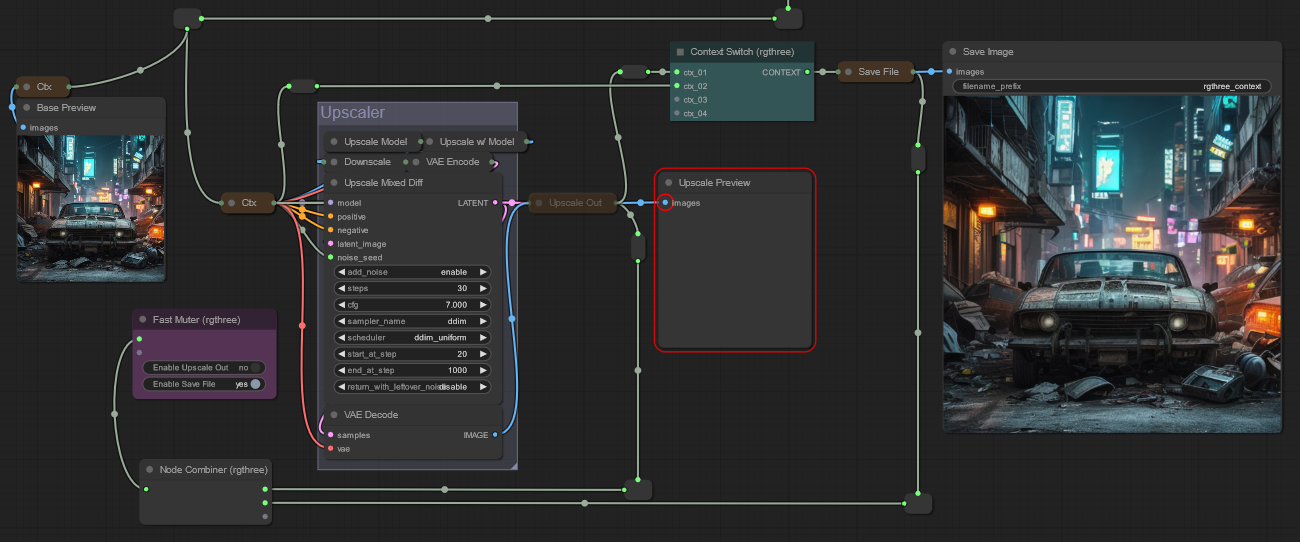 Ctx
Base Preview
images
Fast Muter (rgthree)
Enable Upscale Out no
Enable Save File yes
Node Combiner (rgthree)
Ctx
Upscaler
Upscale Model
Upscale w/ Model
Downscale
VAE Encode
Upscale Mixed Diff
model LATENT
positive
negative
latent_image
noise_seed
add_noise enable
steps 30
cfg 7.000
sampler_name ddim
scheduler ddim_uniform
start_at_step 20
end_at_step 1000
return_with_leftover_noise disable
VAE Decode
samples IMAGE
vae
Upscale Out
Context Switch (rgthree)
ctx_01 CONTEXT
ctx_02
ctx_03
ctx_04
Upscale Preview
images
Save File
Save Image
images
filename_prefix rgthree_context